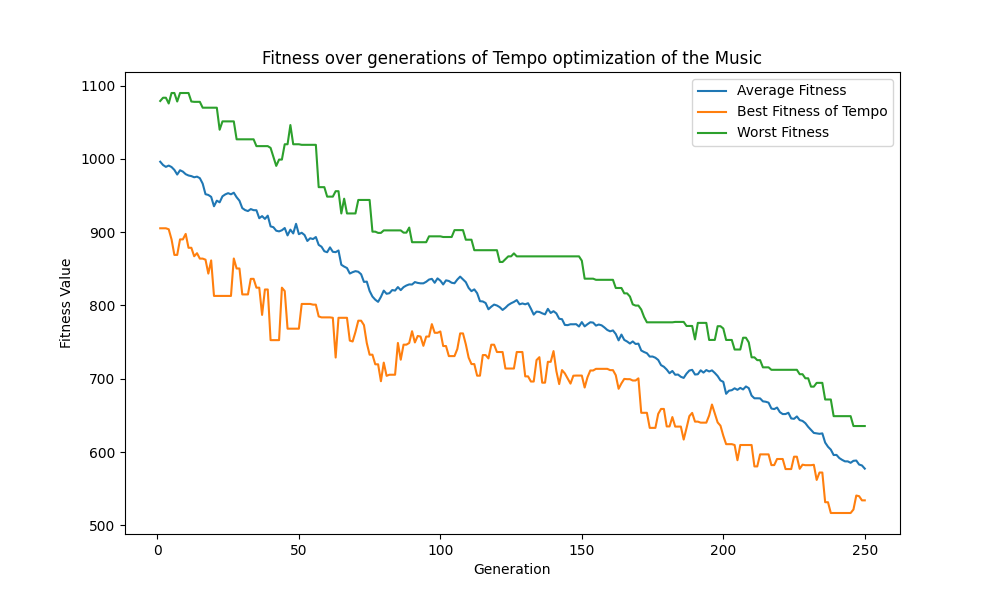 Fitness over generations of Tempo optimization of the Music
Average Fitness
Best Fitness of Tempo
Worst Fitness
Fitness Value
1100
1000
900
800
700
600
500
0 50 100 150 200 250
Generation